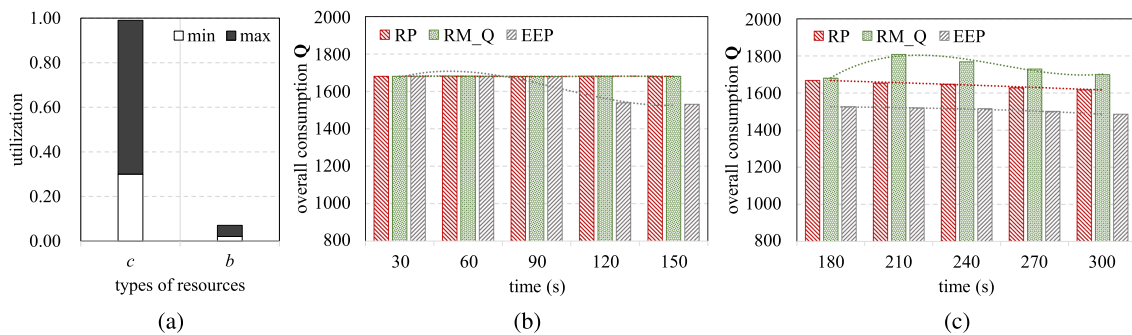 1.00
0.80
0.60
0.40
0.20
0.00
utilization
min max
c b
types of resources
(a)
2000
1800
1600
1400
1200
1000
800
overall consumption Q
RP RM_Q EEP
30 60 90 120 150
time (s)
(b)
2000
1800
1600
1400
1200
1000
800
overall consumption Q
RP RM_Q EEP
180 210 240 270 300
time (s)
(c)